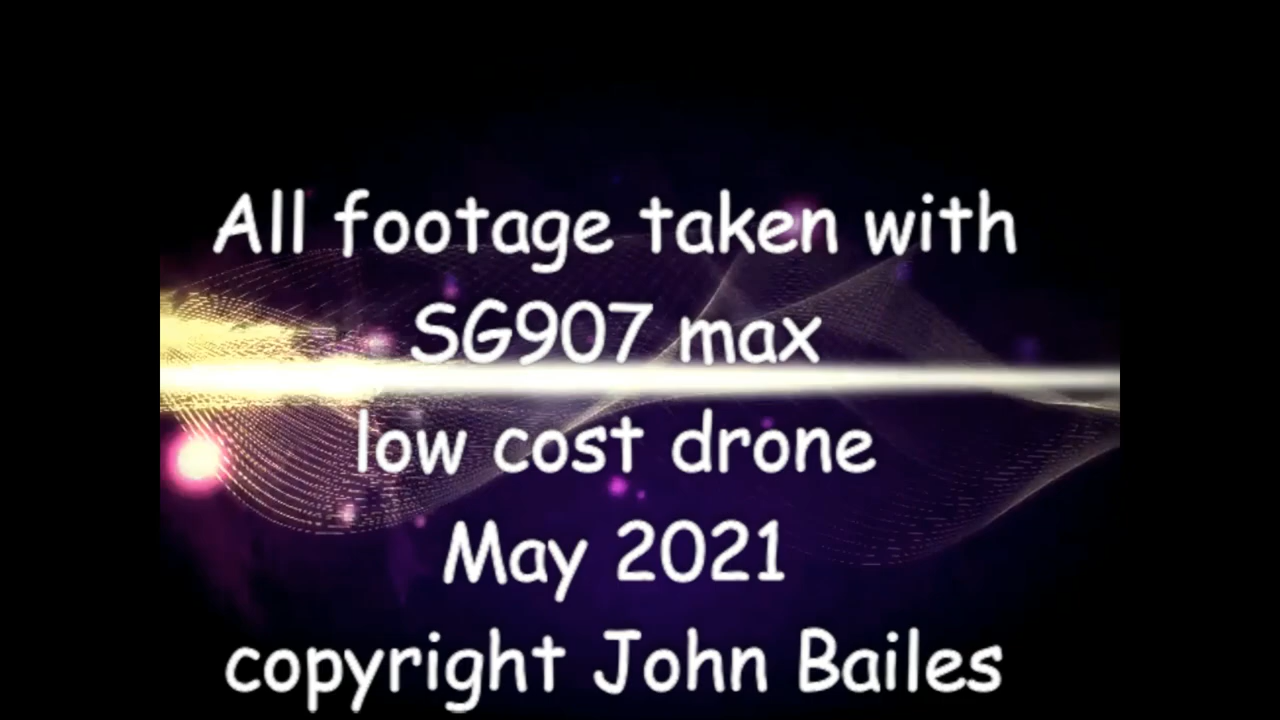 All footage taken with
SG907 max
low cost drone
May 2021
copyright John Bailes